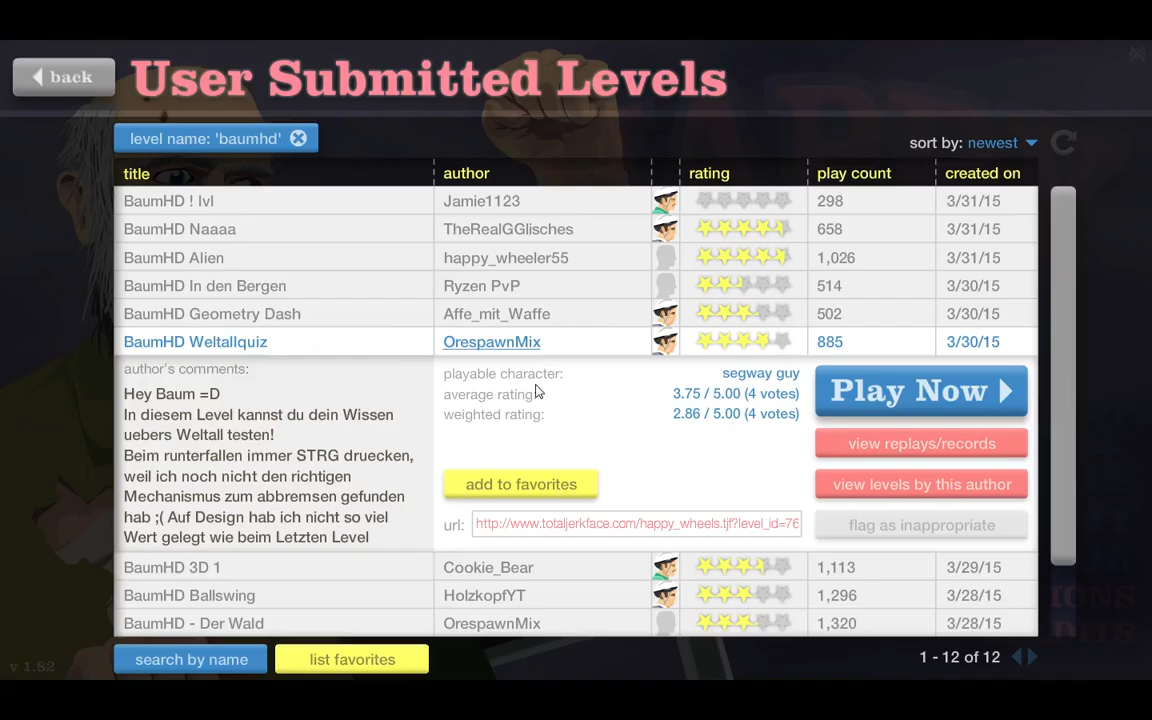 back
User Submitted Levels
level name: 'baumhd'
sort by: newest
title author rating play count created on
BaumHD ! lvl Jamie1123 298 3/31/15
BaumHD Naaaa TheRealGGlisches 658 3/31/15
BaumHD Alien happy_wheeler55 1,026 3/31/15
BaumHD In den Bergen Ryzen PvP 514 3/30/15
BaumHD Geometry Dash Affe_mit_Waffe 502 3/30/15
BaumHD Weltallquiz OrespawnMix 885 3/30/15
author's comments:
Hey Baum =D
In diesem Level kannst du dein Wissen
uebers Weltall testen!
Beim runterfallen immer STRG druecken,
weil ich noch nicht den richtigen
Mechanismus zum abbremsen gefunden
hab ;( Auf Design hab ich nicht so viel
Wert gelegt wie beim Letzten Level
playable character: segway guy
average rating 3.75 / 5.00 (4 votes)
weighted rating: 2.86 / 5.00 (4 votes)
add to favorites
url: http://www.totaljerkface.com/happy_wheels.tjf?level_id=76
Play Now
view replays/records
view levels by this author
flag as inappropriate
BaumHD 3D 1 Cookie_Bear 1,113 3/29/15
BaumHD Ballswing HolzkopfYT 1,296 3/28/15
BaumHD - Der Wald OrespawnMix 1,320 3/28/15
search by name
list favorites
1 - 12 of 12
v 1.82